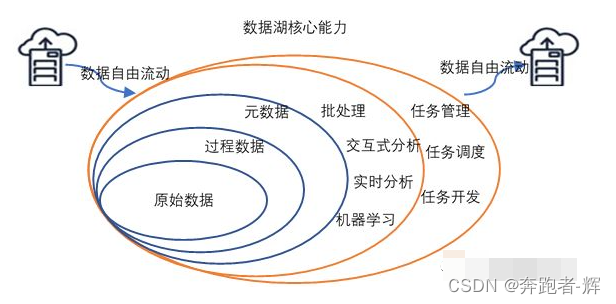 数据湖核心能力
数据自由流动
数据自由流动
元数据
批处理
任务管理
过程数据
交互式分析
任务调度
原始数据
实时分析
任务开发
机器学习
CSDN @奔跑者-辉